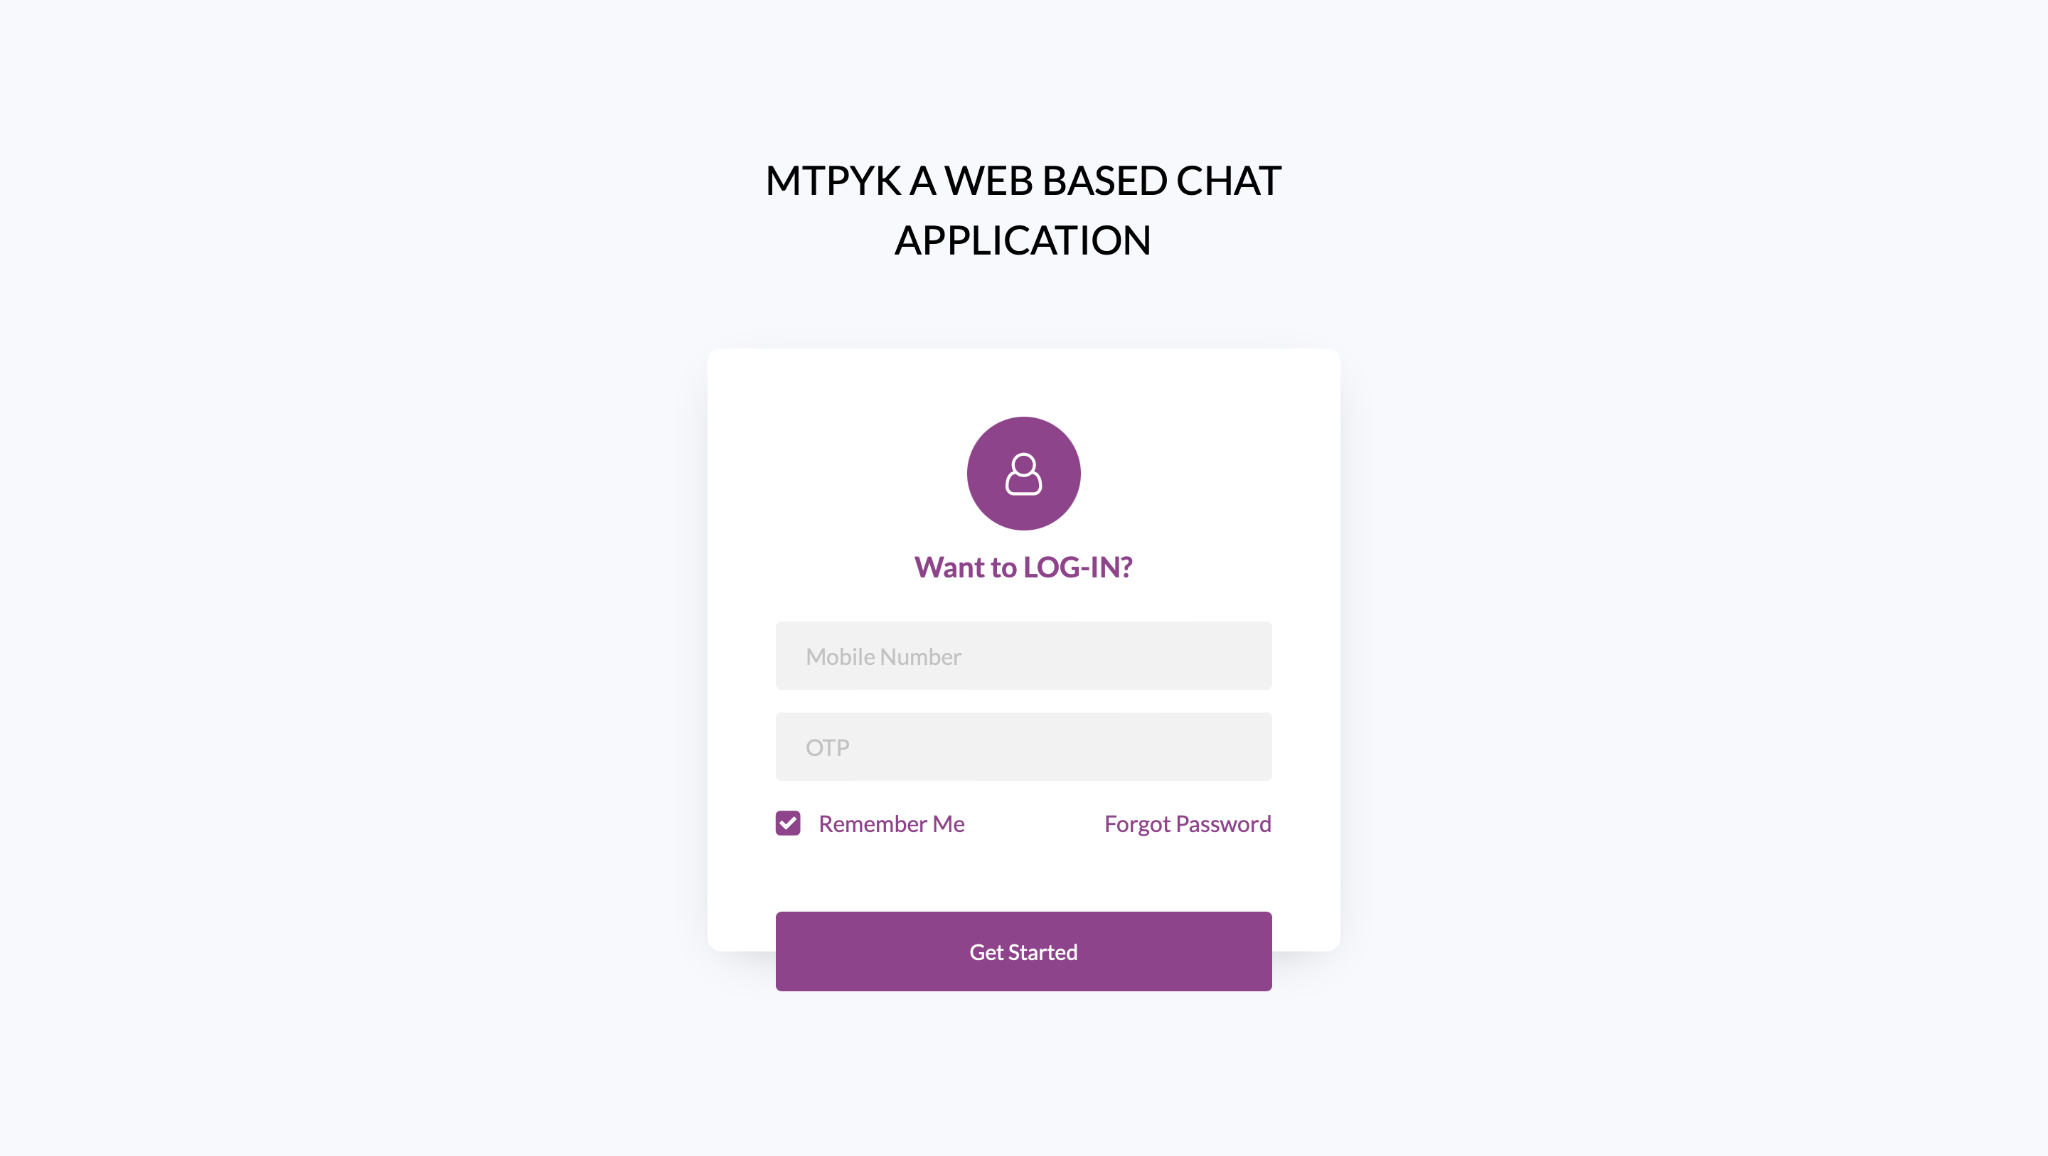 MTPYK A WEB BASED CHAT
APPLICATION
Want to LOG-IN?
Mobile Number
OTP
Remember Me
Forgot Password
Get Started